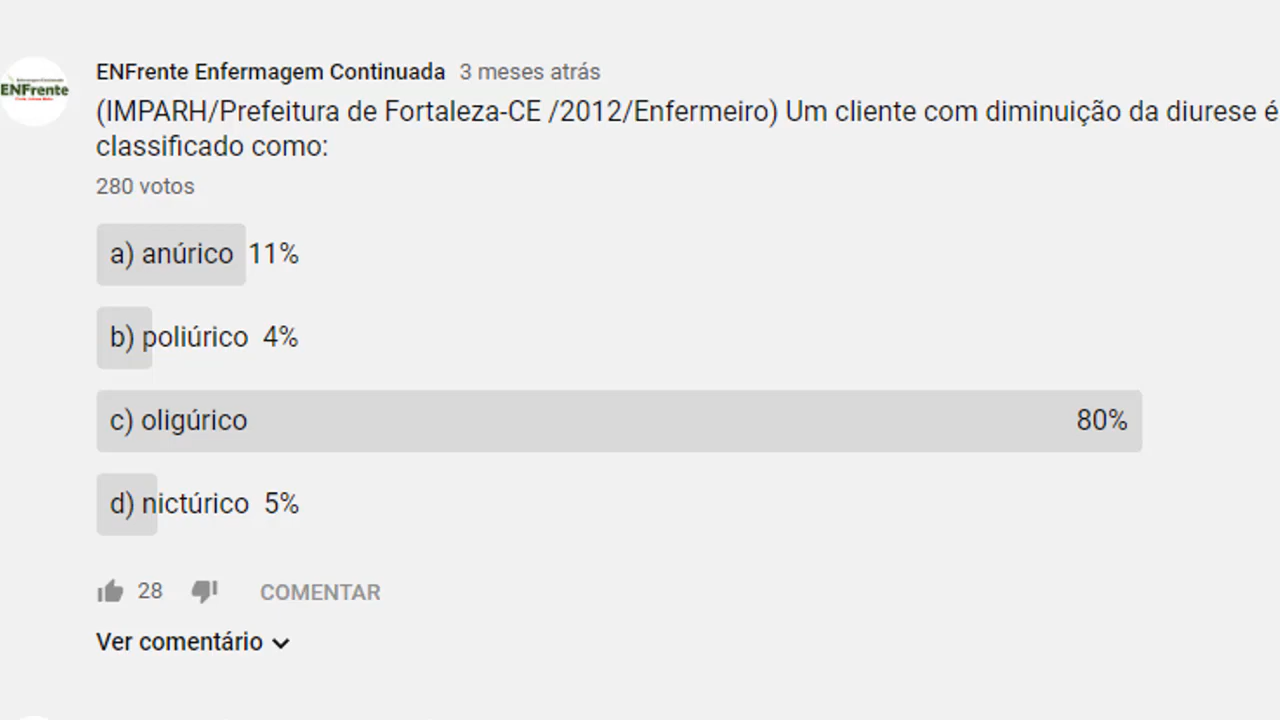 ENFrente Enfermagem Continuada 3 meses atrás
ENFrente
(IMPARH/Prefeitura de Fortaleza-CE /2012/Enfermeiro) Um cliente com diminuição da diurese é
classificado como:
280 votos
a) anúrico 11%
b) poliúrico 4%
c) oligúrico 80%
d) nictúrico 5%
28 COMENTAR
Ver comentário